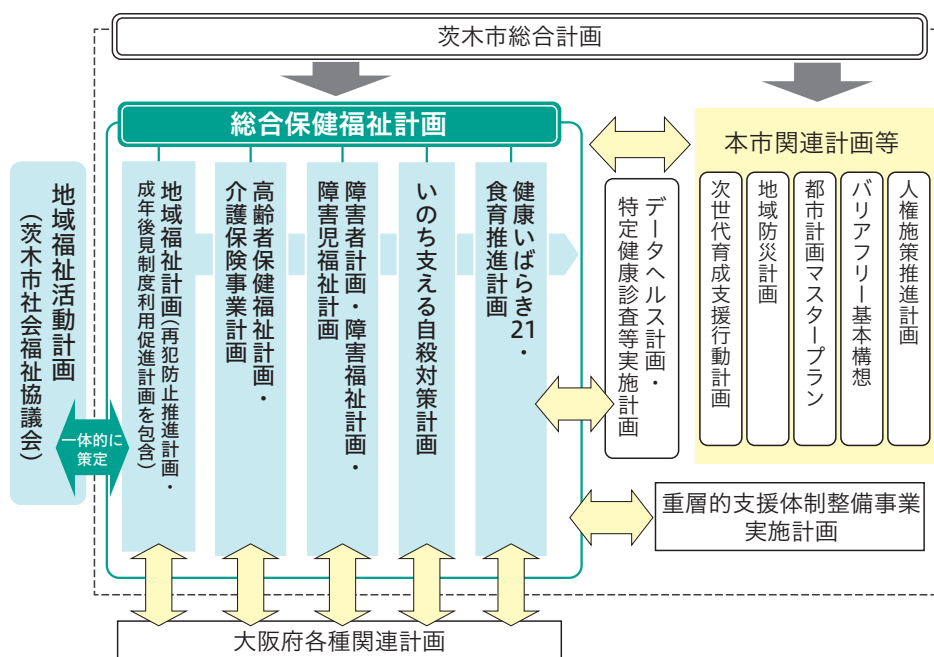 茨木市総合計画
総合保健福祉計画
本市関連計画等
地域福祉活動計画
（茨木市社会福祉協議会）
一体的に
策定
地域福祉計画（再犯防止推進計画・
成年後見制度利用促進計画を包含）
高齢者保健福祉計画・
介護保険事業計画
障害者計画・障害福祉計画・
障害児福祉計画
いのち支える自殺対策計画
健康いばらき21・
食育推進計画
データヘルス計画・
特定健康診査等実施計画
次世代育成支援行動計画
地域防災計画
都市計画マスタープラン
バリアフリー基本構想
人権施策推進計画
重層的支援体制整備事業
実施計画
大阪府各種関連計画